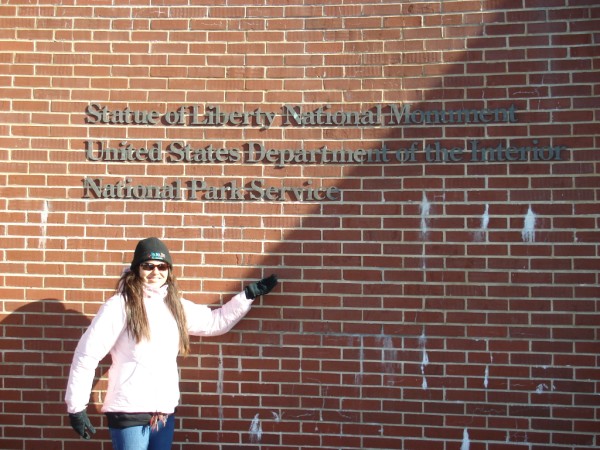 Statue of Liberty National Monument
United States Department of the Interior
National Park Service